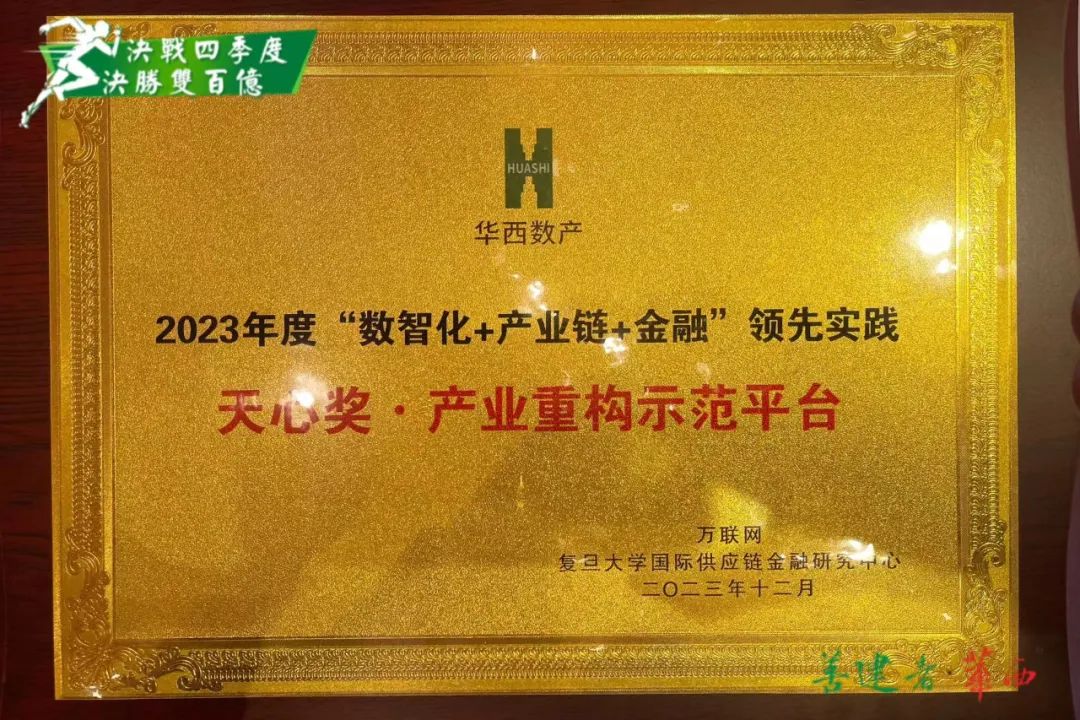 決戰四季度
決勝雙百億
HUASHI
华西数产
2023年度“数智化+产业链+金融”领先实践
天心奖·产业重构示范平台
万联网
复旦大学国际供应链金融研究中心
二〇二三年十二月
善建者·華西